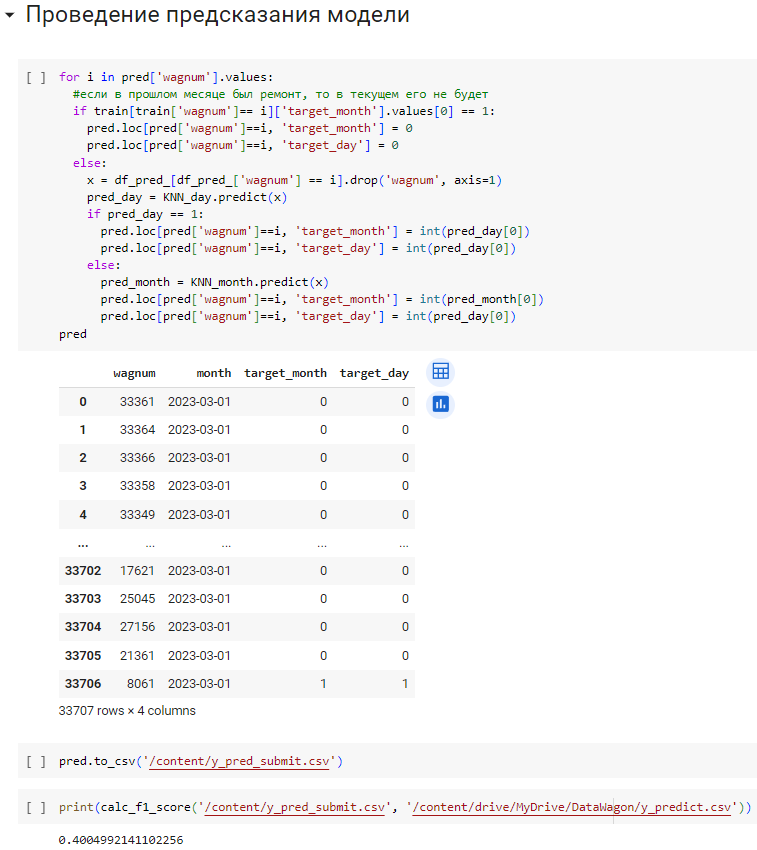 Проведение предсказания модели
[ ] for i in pred['wagnum'].values:
#если в прошлом месяце был ремонт, то в текущем его не будет
if train[train['wagnum']== i]['target_month'].values[0] == 1:
pred.loc[pred['wagnum']==i, 'target_month'] = 0
pred.loc[pred['wagnum']==i, 'target_day'] = 0
else:
x = df_pred_[df_pred_['wagnum'] == i].drop('wagnum', axis=1)
pred_day = KNN_day.predict(x)
if pred_day == 1:
pred.loc[pred['wagnum']==i, 'target_month'] = int(pred_day[0])
pred.loc[pred['wagnum']==i, 'target_day'] = int(pred_day[0])
else:
pred_month = KNN_month.predict(x)
pred.loc[pred['wagnum']==i, 'target_month'] = int(pred_month[0])
pred.loc[pred['wagnum']==i, 'target_day'] = int(pred_day[0])
pred
wagnum month target_month target_day
0 33361 2023-03-01 0 0
1 33364 2023-03-01 0 0
2 33366 2023-03-01 0 0
3 33358 2023-03-01 0 0
4 33349 2023-03-01 0 0
... ... ... ... ...
33702 17621 2023-03-01 0 0
33703 25045 2023-03-01 0 0
33704 27156 2023-03-01 0 0
33705 21361 2023-03-01 0 0
33706 8061 2023-03-01 1 1
33707 rows × 4 columns
[ ] pred.to_csv('/content/y_pred_submit.csv')
[ ] print(calc_f1_score('/content/y_pred_submit.csv', '/content/drive/MyDrive/DataWagon/y_predict.csv'))
0.4004992141102256